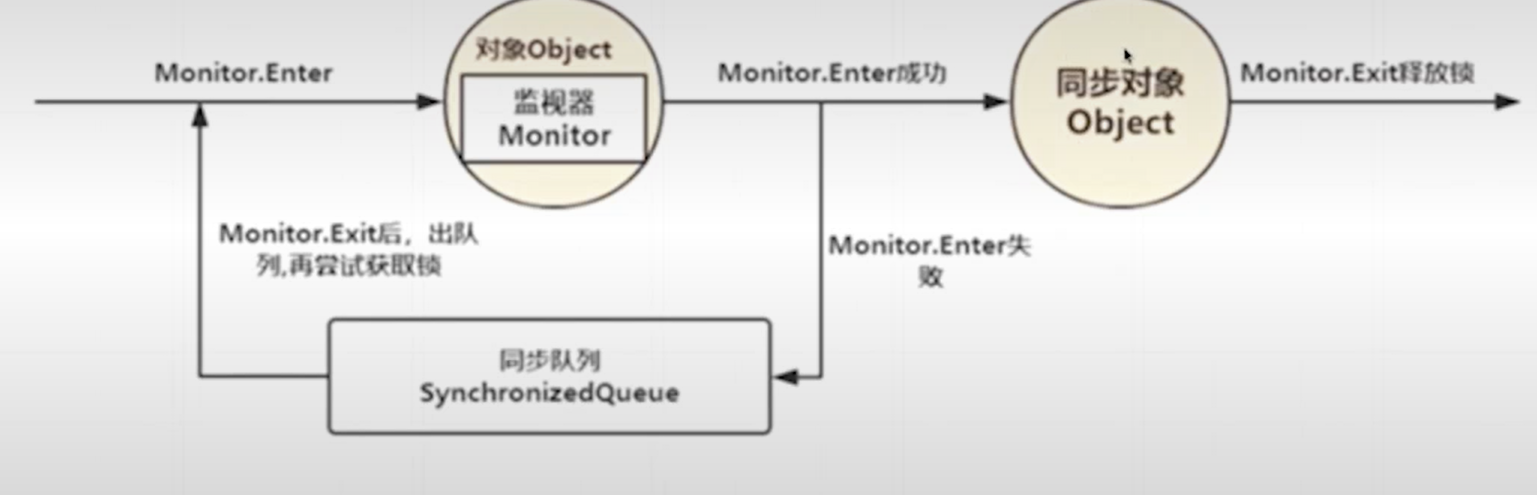 Monitor.Enter
对象Object
监视器
Monitor
Monitor.Enter成功
同步对象
Object
Monitor.Exit释放锁
Monitor.Exit后，出队
列,再尝试获取锁
Monitor.Enter失
败
同步队列
SynchronizedQueue